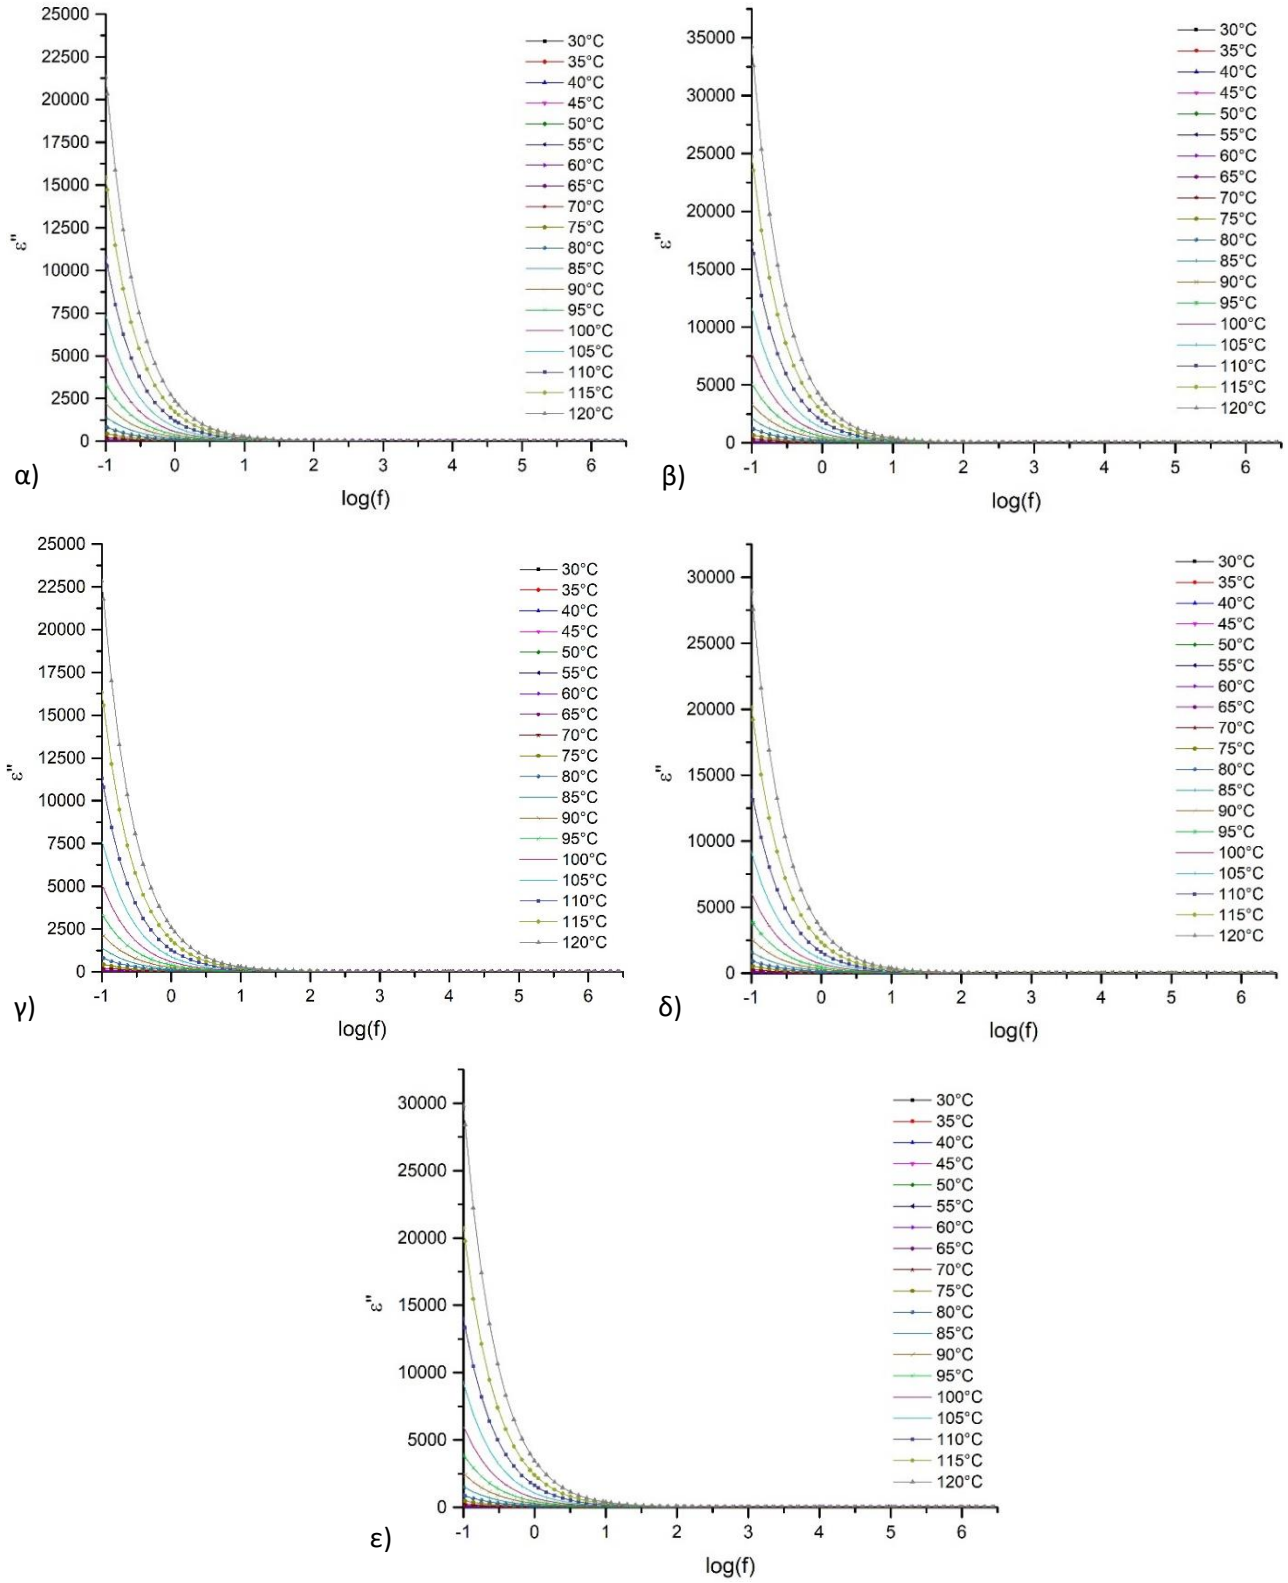 25000
22500
20000
17500
15000
12500
10000
7500
5000
2500
0
ε"
-1 0 1 2 3 4 5 6
log(f)
30°C
35°C
40°C
45°C
50°C
55°C
60°C
65°C
70°C
75°C
80°C
85°C
90°C
95°C
100°C
105°C
110°C
115°C
120°C
α)
35000
30000
25000
20000
15000
10000
5000
0
ε"
-1 0 1 2 3 4 5 6
log(f)
30°C
35°C
40°C
45°C
50°C
55°C
60°C
65°C
70°C
75°C
80°C
85°C
90°C
95°C
100°C
105°C
110°C
115°C
120°C
β)
25000
22500
20000
17500
15000
12500
10000
7500
5000
2500
0
ε"
-1 0 1 2 3 4 5 6
log(f)
30°C
35°C
40°C
45°C
50°C
55°C
60°C
65°C
70°C
75°C
80°C
85°C
90°C
95°C
100°C
105°C
110°C
115°C
120°C
γ)
30000
25000
20000
15000
10000
5000
0
ε"
-1 0 1 2 3 4 5 6
log(f)
30°C
35°C
40°C
45°C
50°C
55°C
60°C
65°C
70°C
75°C
80°C
85°C
90°C
95°C
100°C
105°C
110°C
115°C
120°C
δ)
30000
25000
20000
15000
10000
5000
0
ε"
-1 0 1 2 3 4 5 6
log(f)
30°C
35°C
40°C
45°C
50°C
55°C
60°C
65°C
70°C
75°C
80°C
85°C
90°C
95°C
100°C
105°C
110°C
115°C
120°C
ε)